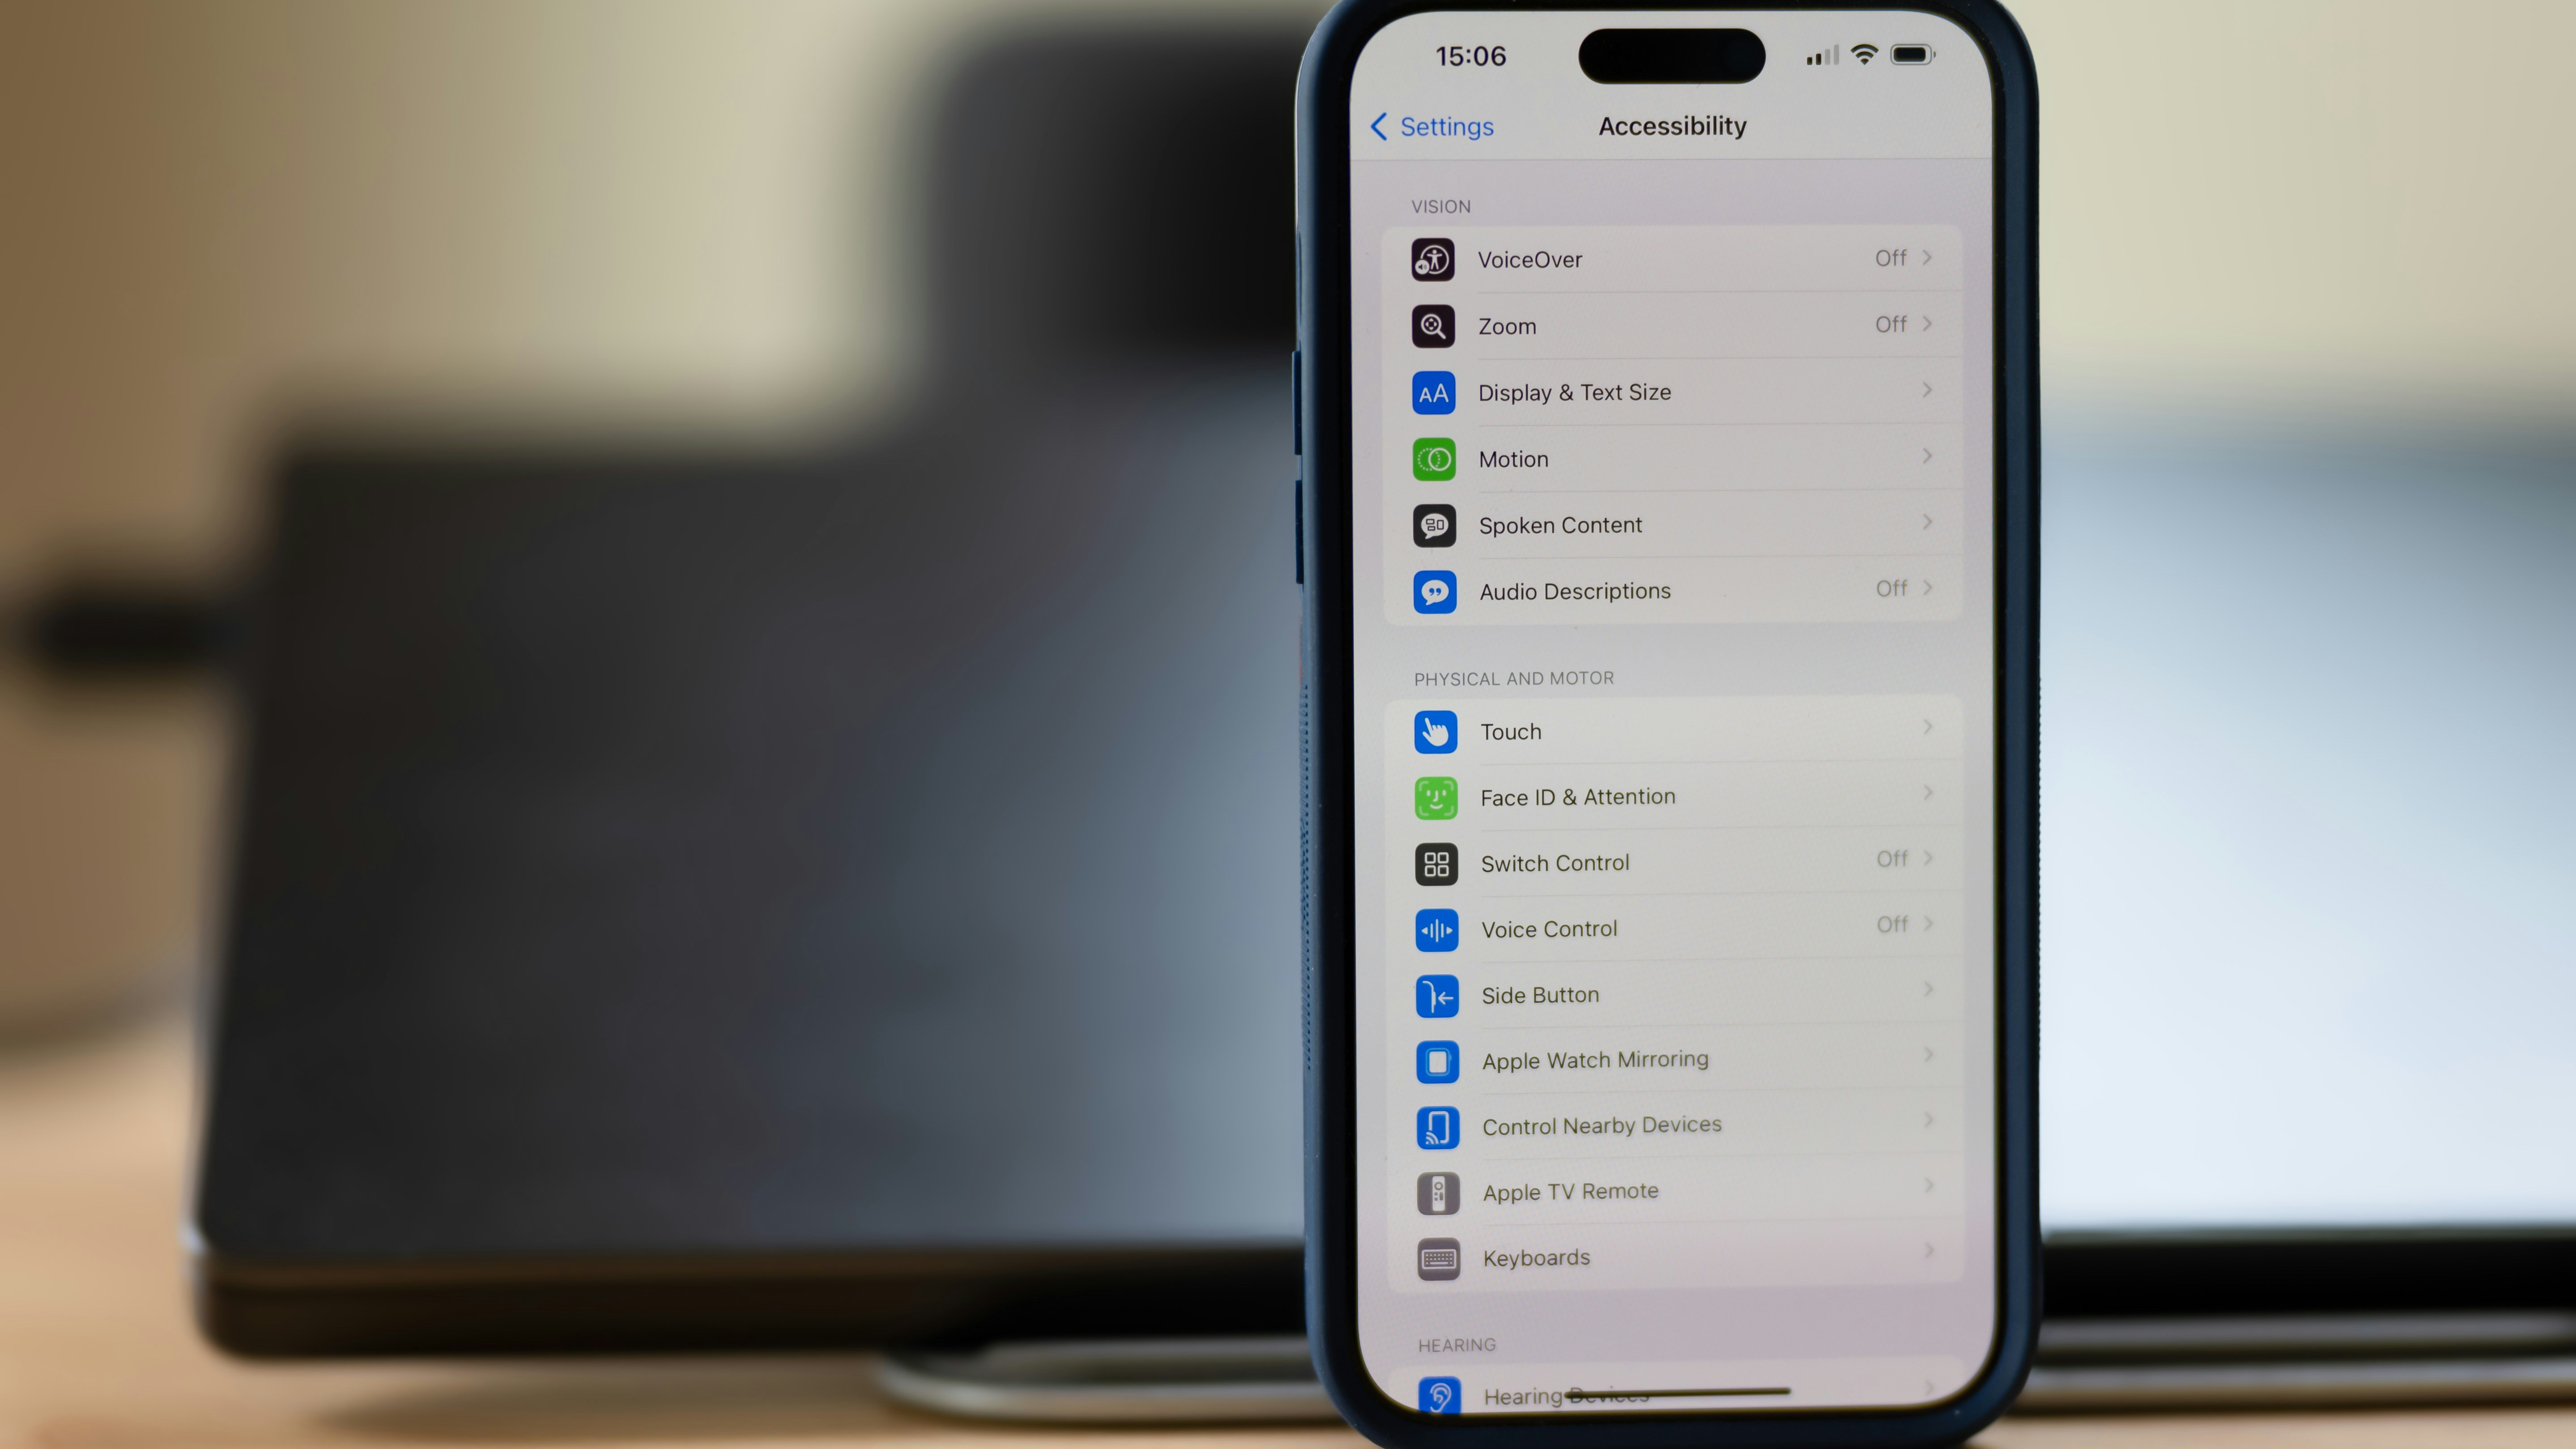 15:06
Settings
Accessibility
VISION
VoiceOver Off
Zoom Off
AA Display & Text Size
Motion
Spoken Content
Audio Descriptions Off
PHYSICAL AND MOTOR
Touch
Face ID & Attention
Switch Control Off
Voice Control Off
Side Button
Apple Watch Mirroring
Control Nearby Devices
Apple TV Remote
Keyboards
HEARING
Hearing Devices